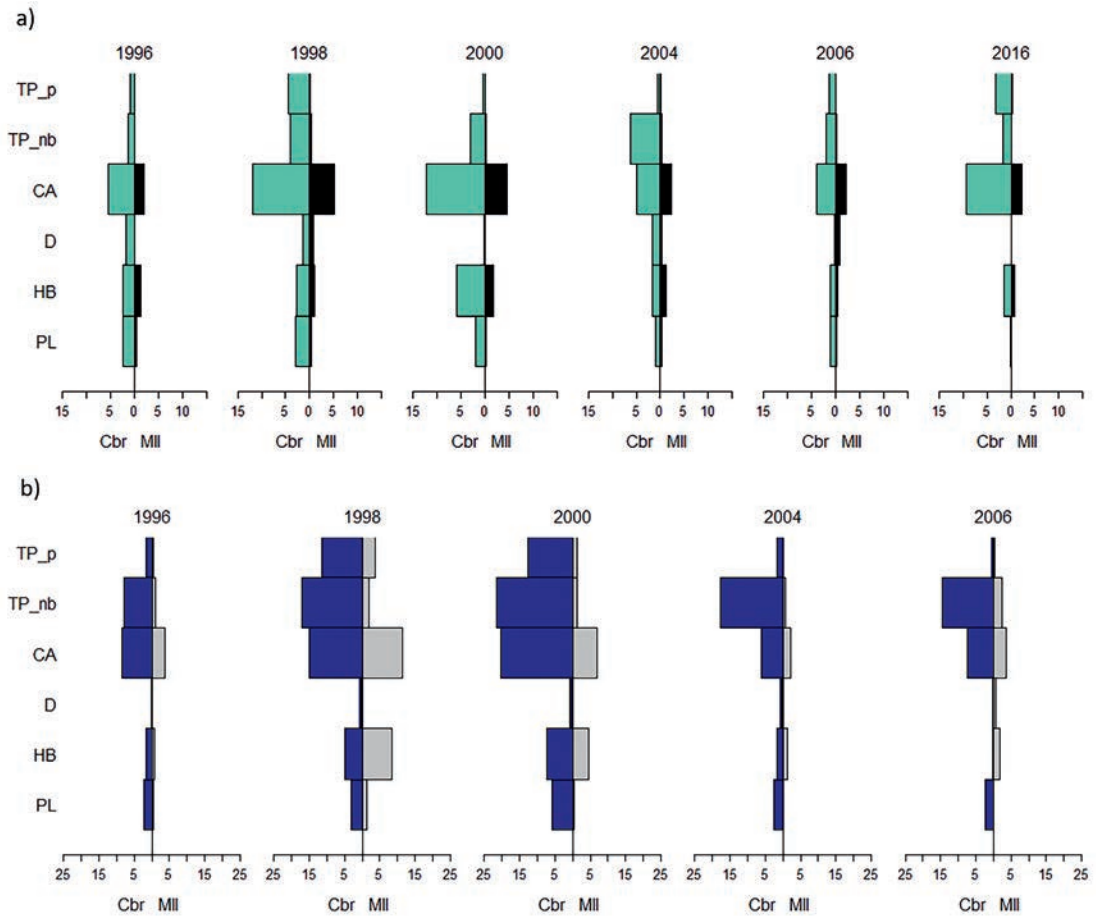 a)
1996 1998 2000 2004 2006 2016
TP_p
TP_nb
CA
D
HB
PL
15 5 0 5 10 15 5 0 5 10 15 5 0 5 10 15 5 0 5 10 15 5 0 5 10 15 5 0 5 10
Cbr Mll Cbr Mll Cbr Mll Cbr Mll Cbr Mll Cbr Mll
b)
1996 1998 2000 2004 2006
TP_p
TP_nb
CA
D
HB
PL
25 15 5 5 15 25 25 15 5 5 15 25 25 15 5 5 15 25 25 15 5 5 15 25 25 15 5 5 15 25
Cbr Mll Cbr Mll Cbr Mll Cbr Mll Cbr Mll